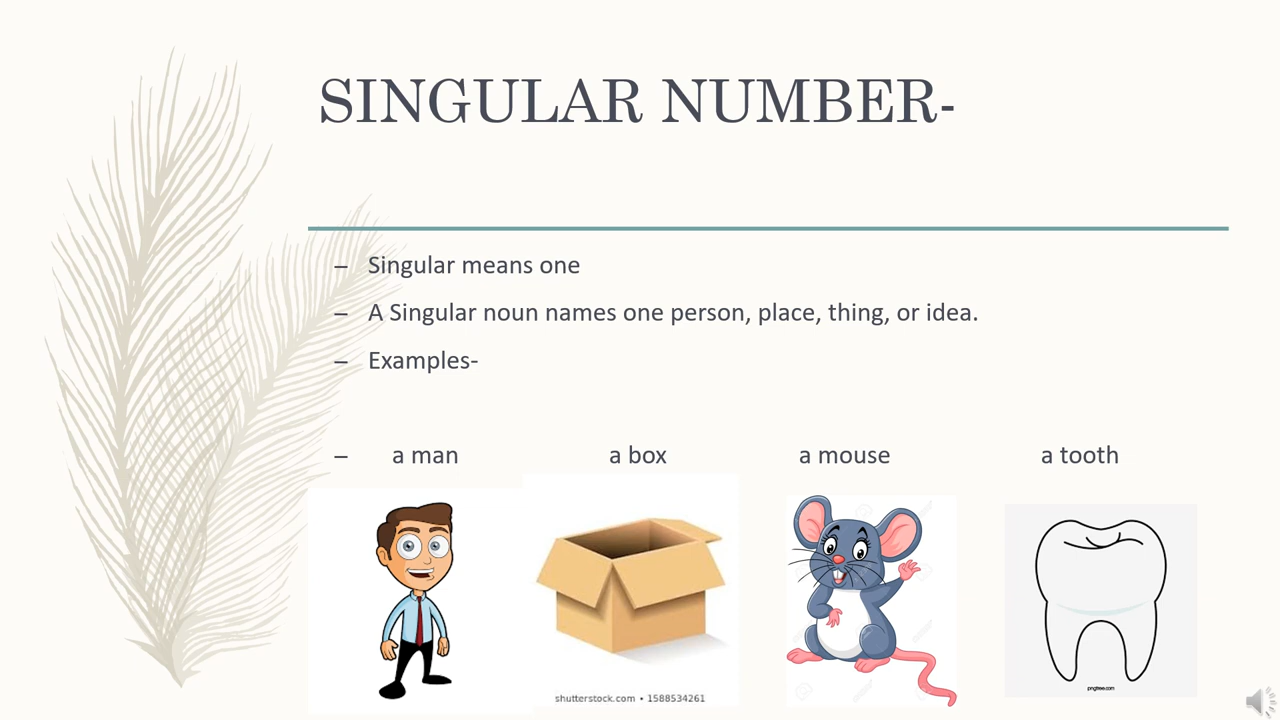 SINGULAR NUMBER-
– Singular means one
– A Singular noun names one person, place, thing, or idea.
– Examples-
– a man a box a mouse a tooth
shutterstock.com • 1588534261
pngtree.com